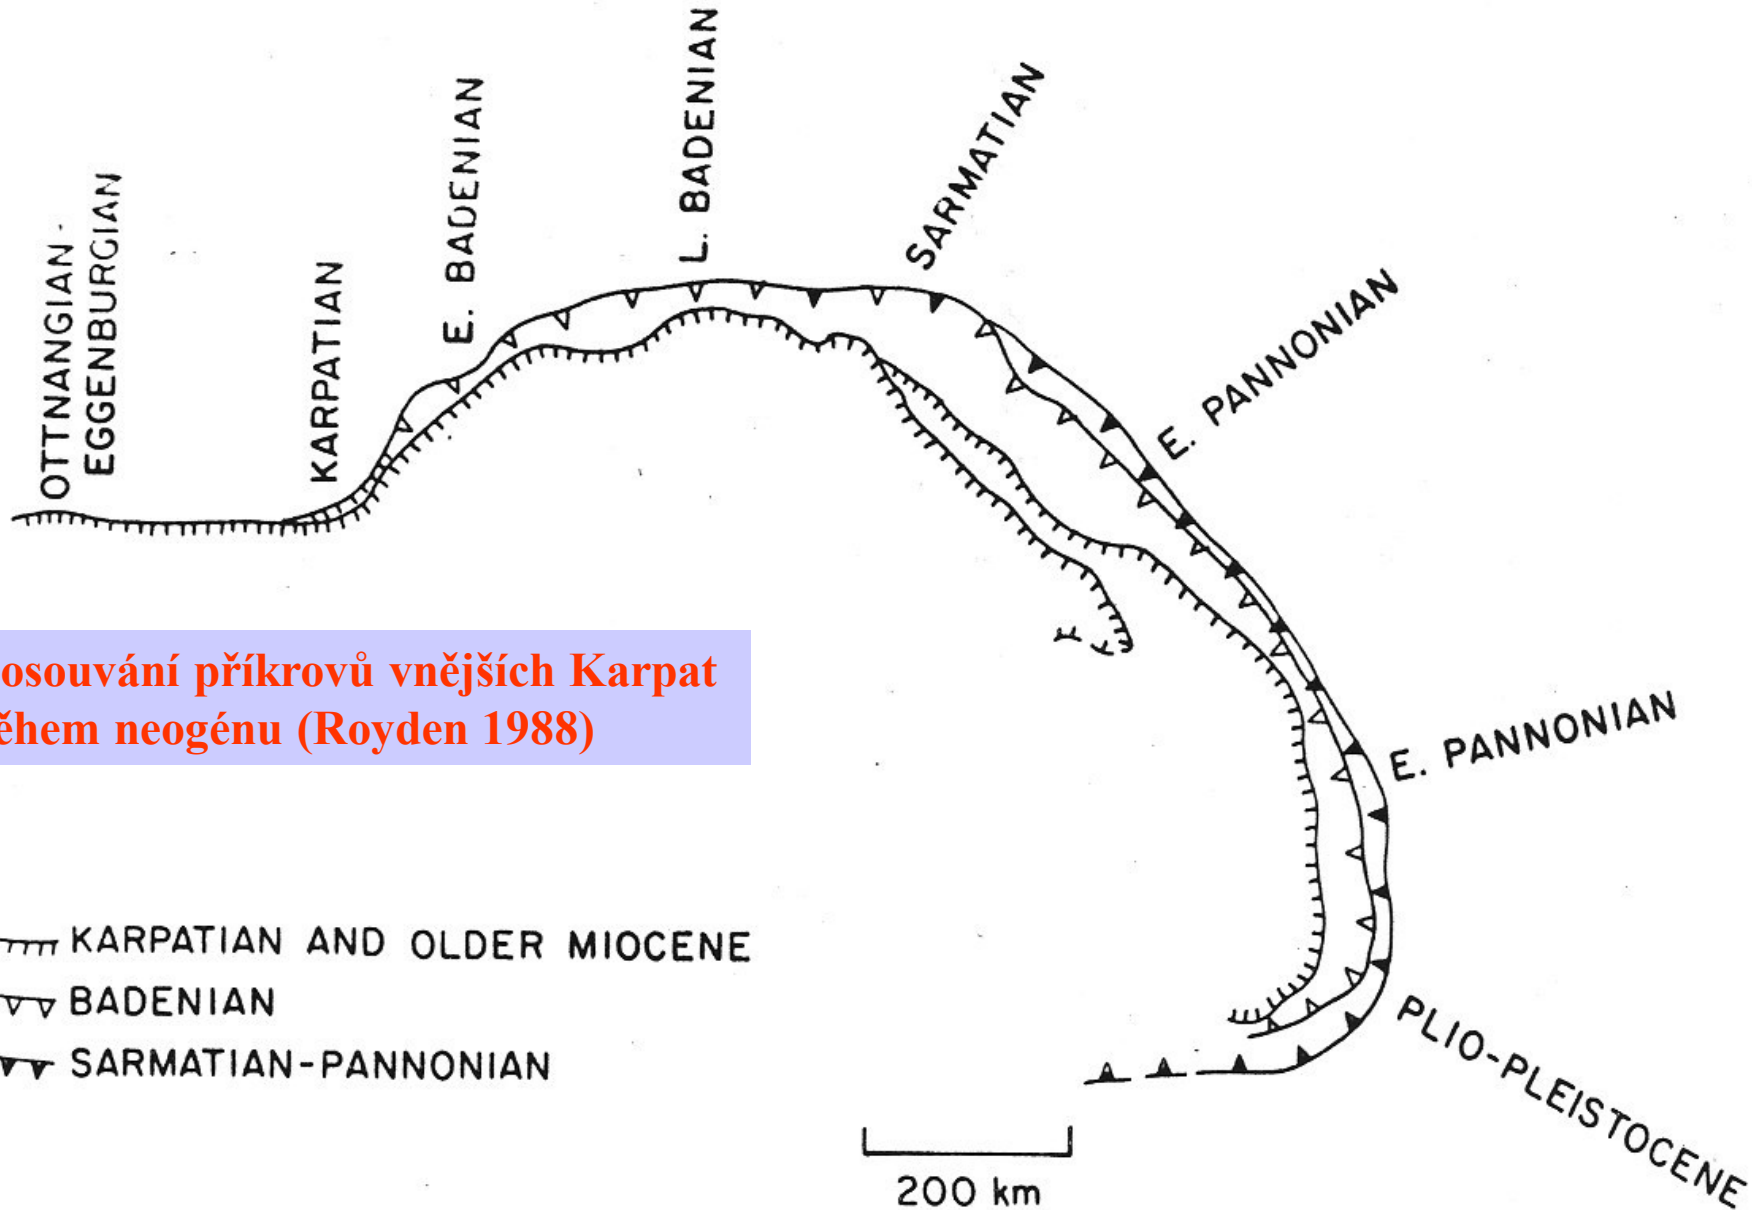 OTTNANGIAN-
EGGENBURGIAN
KARPATIAN
E. BADENIAN
L. BADENIAN
SARMATIAN
E. PANNONIAN
E. PANNONIAN
PLIO-PLEISTOCENE
osouvání příkrovů vnějších Karpat
ěhem neogénu (Royden 1988)
KARPATIAN AND OLDER MIOCENE
BADENIAN
SARMATIAN-PANNONIAN
200 km